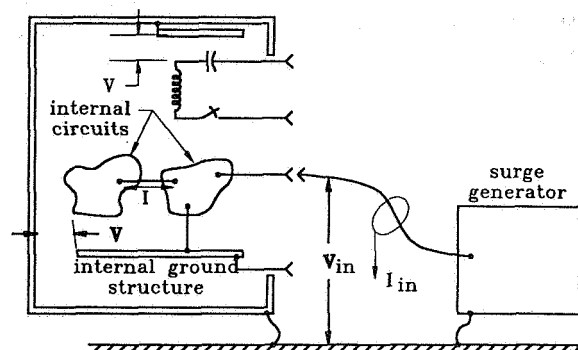 V
internal
circuits
I
V
internal ground
structure
V in
I in
surge
generator